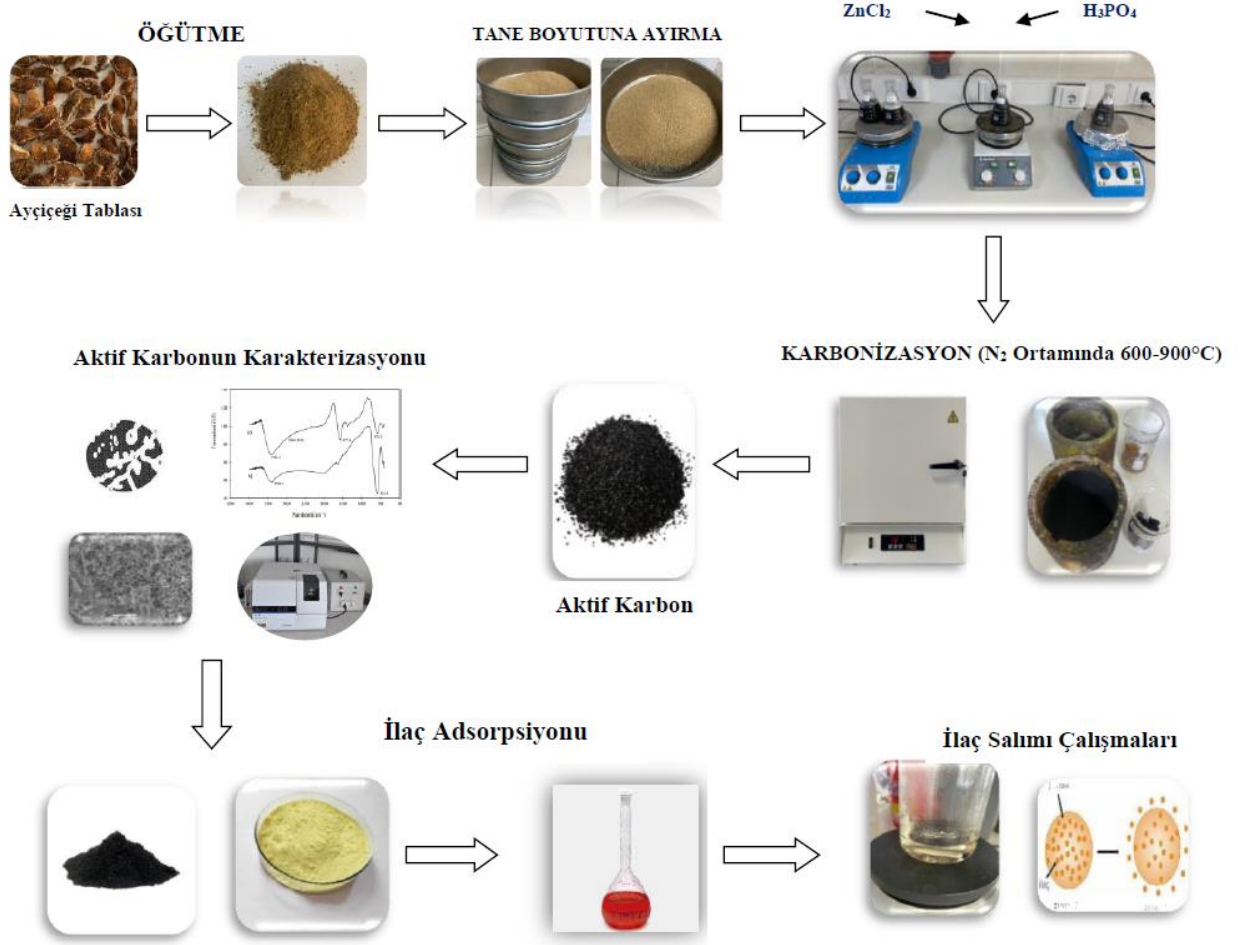 ZnCl₂
H₃PO₄
ÖĞÜTME
TANE BOYUTUNA AYIRMA
Ayçiçeği Tablası
Aktif Karbonun Karakterizasyonu
KARBONİZASYON (N₂ Ortamında 600-900°C)
Aktif Karbon
İlaç Adsorpsiyonu
İlaç Salımı Çalışmaları